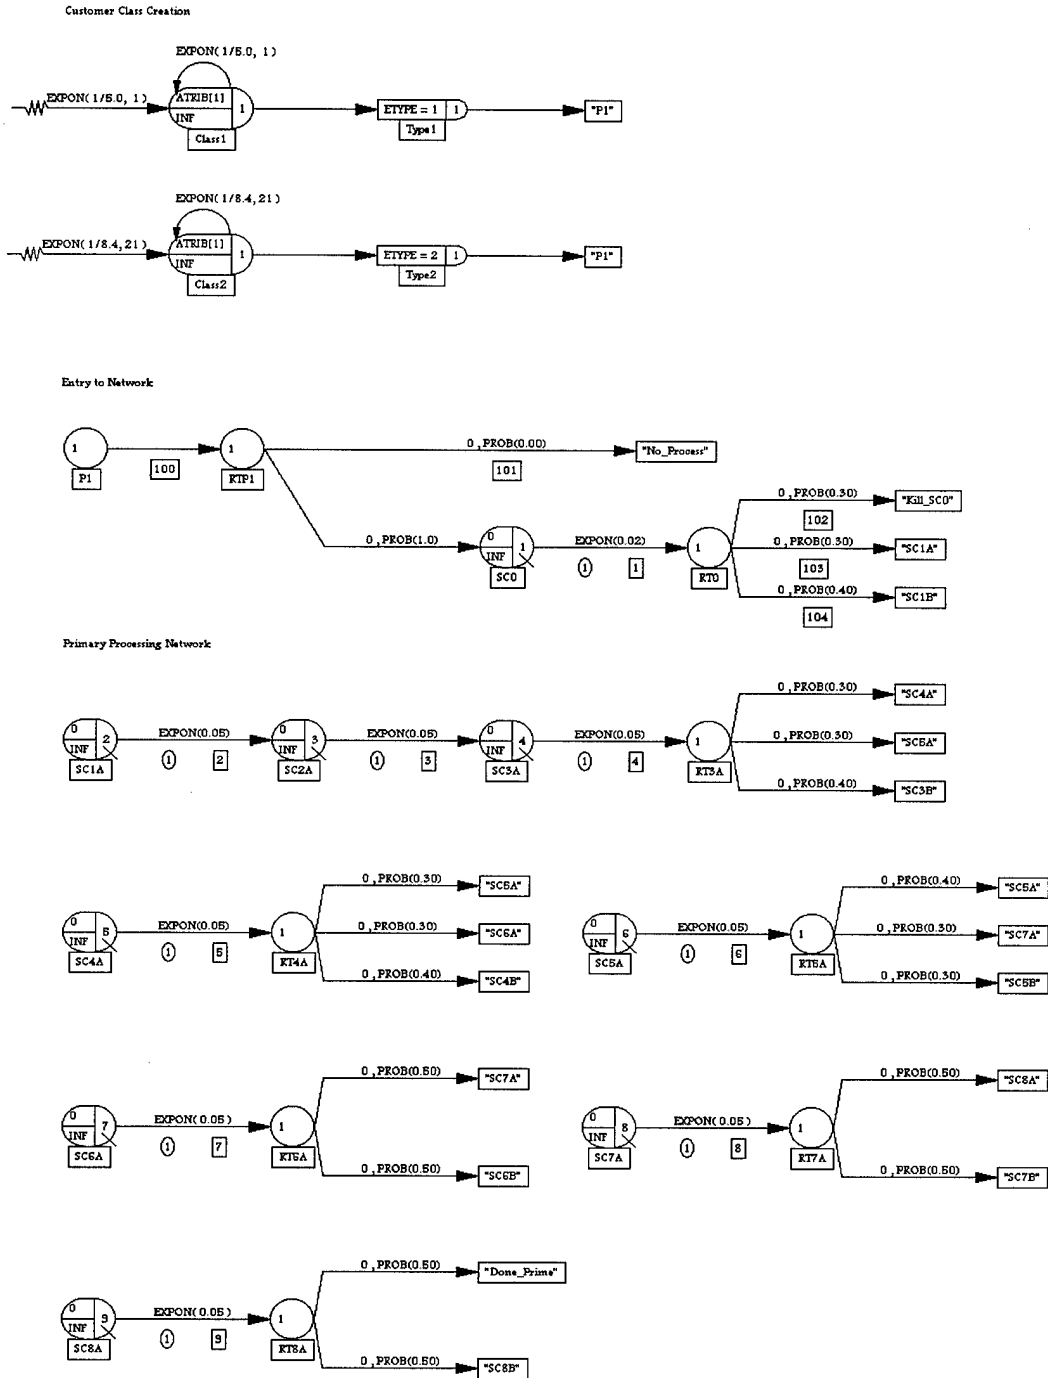 Customer Class Creation
EXPON( 1/5.0, 1 )
EXPON( 1/5.0, 1 )
ATRIB[1]
1
INF
Class1
ETYPE = 1
1
Type1
"P1"
EXPON( 1/8.4, 21 )
EXPON( 1/8.4, 21 )
ATRIB[1]
1
INF
Class2
ETYPE = 2
1
Type2
"P1"
Entry to Network
1
P1
100
1
RTP1
0 , PROB(0.00)
101
"No_Process"
0 , PROB(1.0)
0
INF
1
SC0
EXPON(0.02)
1
1
1
RT0
0 , PROB(0.30)
102
"Kill_SC0"
0 , PROB(0.30)
103
"SC1A"
0 , PROB(0.40)
104
"SC1B"
Primary Processing Network
0
INF
2
SC1A
EXPON(0.05)
1
2
0
INF
3
SC2A
EXPON(0.05)
1
3
0
INF
4
SC3A
EXPON(0.05)
1
4
1
RT3A
0 , PROB(0.30)
"SC4A"
0 , PROB(0.30)
"SC5A"
0 , PROB(0.40)
"SC3B"
0
INF
5
SC4A
EXPON(0.05)
1
5
1
RT4A
0 , PROB(0.30)
"SC5A"
0 , PROB(0.30)
"SC6A"
0 , PROB(0.40)
"SC4B"
0
INF
6
SC5A
EXPON(0.05)
1
6
1
RT5A
0 , PROB(0.40)
"SC5A"
0 , PROB(0.30)
"SC7A"
0 , PROB(0.30)
"SC5B"
0
INF
7
SC6A
EXPON( 0.05 )
1
7
1
RT6A
0 , PROB(0.50)
"SC7A"
0 , PROB(0.50)
"SC6B"
0
INF
8
SC7A
EXPON( 0.05 )
1
8
1
RT7A
0 , PROB(0.50)
"SC8A"
0 , PROB(0.50)
"SC7B"
0
INF
9
SC8A
EXPON( 0.05 )
1
9
1
RT8A
0 , PROB(0.50)
"Done_Prime"
0 , PROB(0.50)
"SC8B"